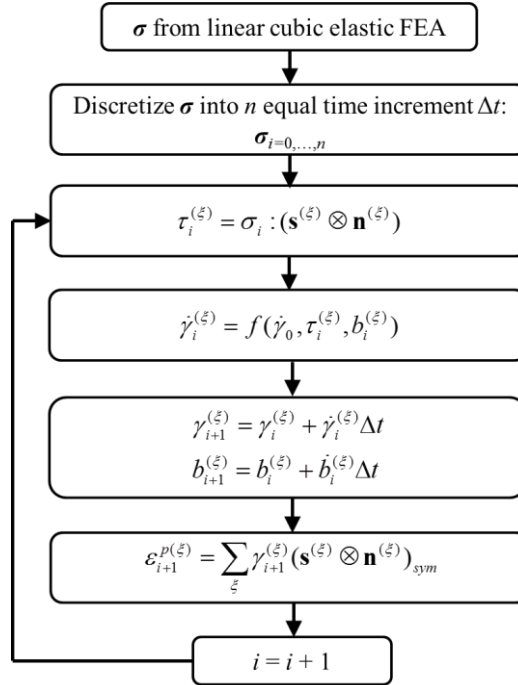 σ from linear cubic elastic FEA
Discretize σ into n equal time increment Δt:
σ_{i=0,…,n}
τ_i^{(ξ)} = σ_i : (s^{(ξ)} ⊗ n^{(ξ)})
γ̇_i^{(ξ)} = f(γ̇_0, τ_i^{(ξ)}, b_i^{(ξ)})
γ_{i+1}^{(ξ)} = γ_i^{(ξ)} + γ̇_i^{(ξ)} Δt
b_{i+1}^{(ξ)} = b_i^{(ξ)} + ḃ_i^{(ξ)} Δt
ε_{i+1}^{p(ξ)} = ∑_ξ γ_{i+1}^{(ξ)} (s^{(ξ)} ⊗ n^{(ξ)})_{sym}
i = i + 1